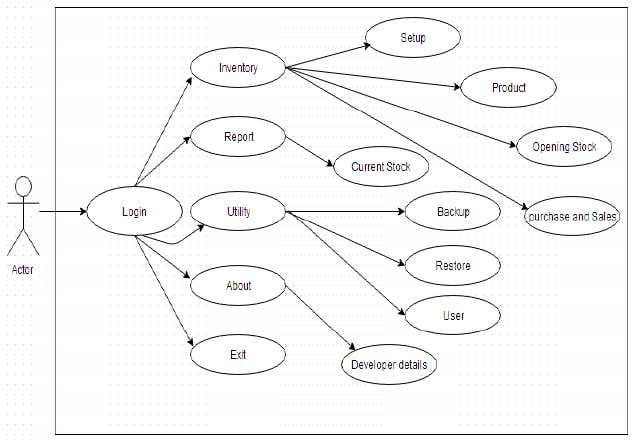 Setup
Inventory
Product
Report
Opening Stock
Current Stock
Login
Utility
Backup
purchase and Sales
Actor
Restore
About
User
Exit
Developer details